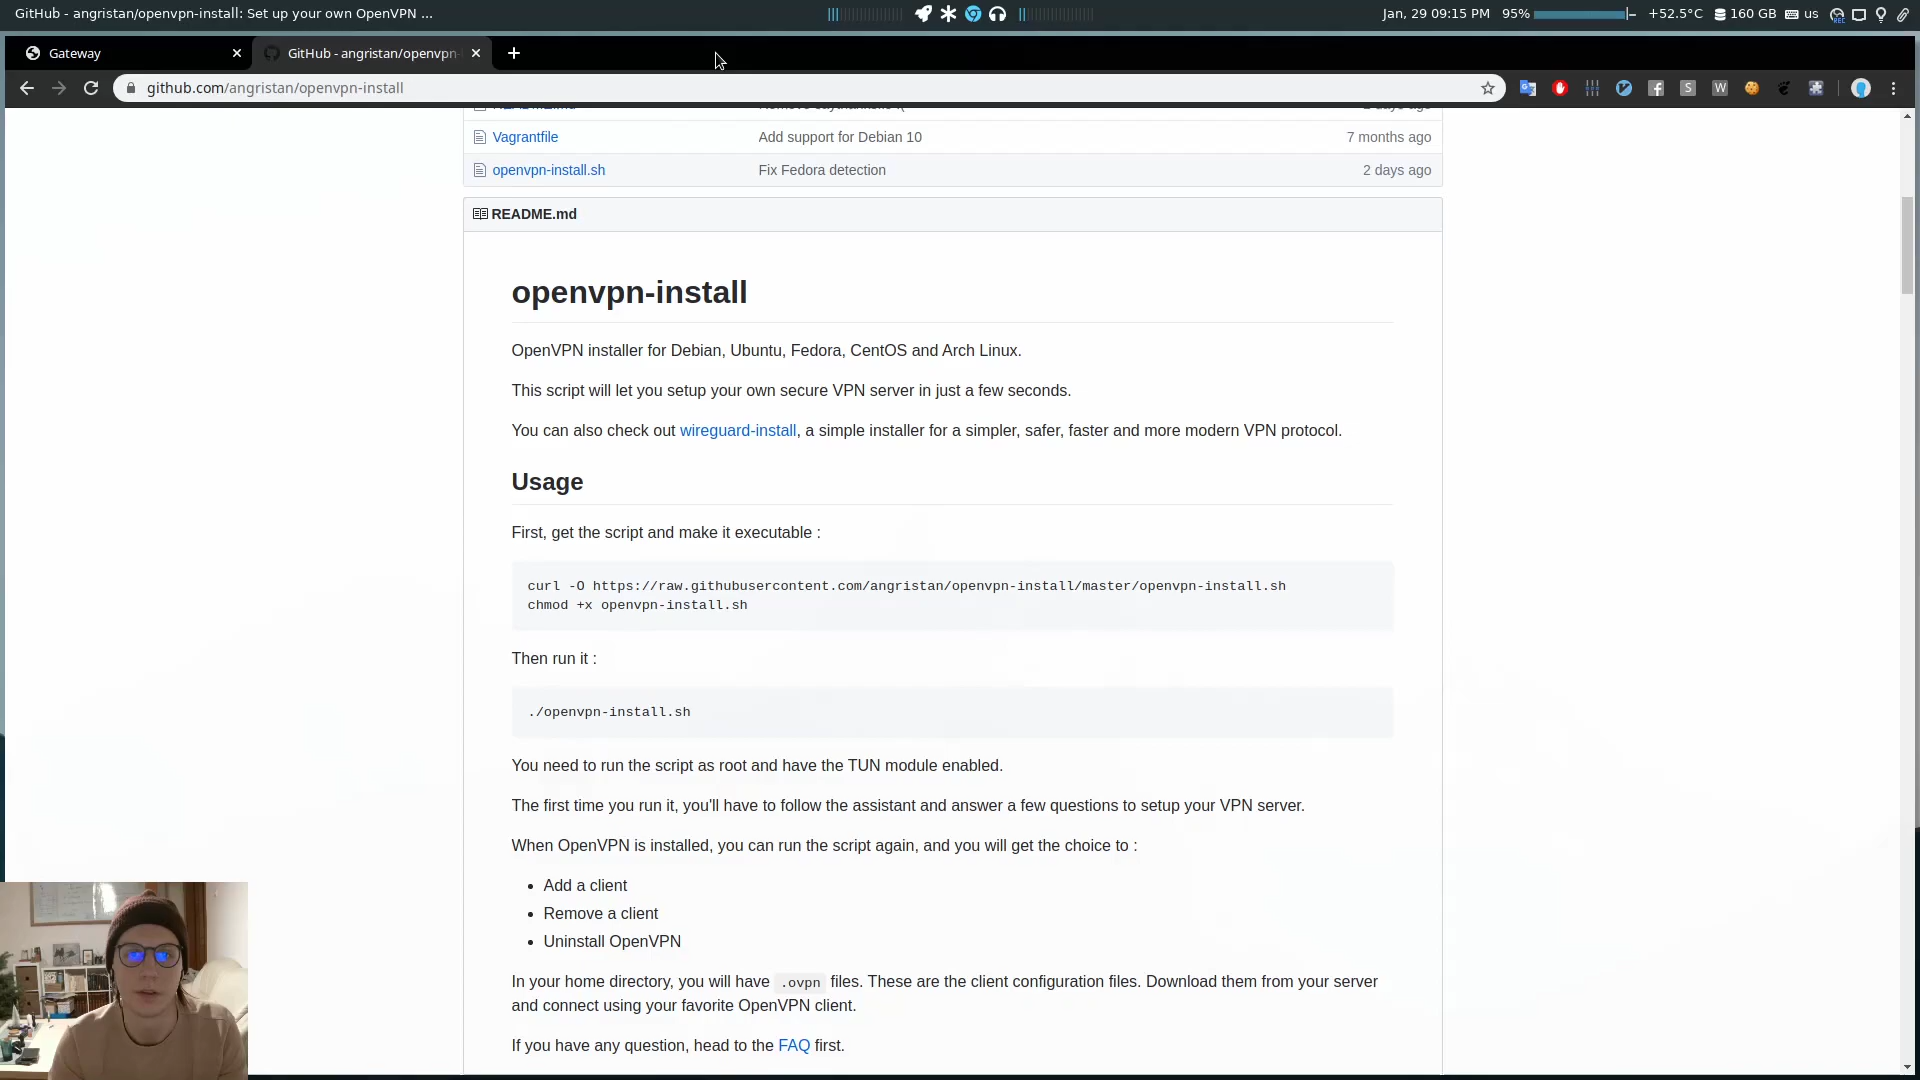 GitHub - angristan/openvpn-install: Set up your own OpenVPN ...
Jan, 29 09:15 PM 95% +52.5°C 160 GB us
Gateway
GitHub - angristan/openvpn-
github.com/angristan/openvpn-install
Vagrantfile Add support for Debian 10 7 months ago
openvpn-install.sh Fix Fedora detection 2 days ago
README.md
openvpn-install
OpenVPN installer for Debian, Ubuntu, Fedora, CentOS and Arch Linux.
This script will let you setup your own secure VPN server in just a few seconds.
You can also check out wireguard-install, a simple installer for a simpler, safer, faster and more modern VPN protocol.
Usage
First, get the script and make it executable :
curl -O https://raw.githubusercontent.com/angristan/openvpn-install/master/openvpn-install.sh
chmod +x openvpn-install.sh
Then run it :
./openvpn-install.sh
You need to run the script as root and have the TUN module enabled.
The first time you run it, you'll have to follow the assistant and answer a few questions to setup your VPN server.
When OpenVPN is installed, you can run the script again, and you will get the choice to :
• Add a client
• Remove a client
• Uninstall OpenVPN
In your home directory, you will have .ovpn files. These are the client configuration files. Download them from your server
and connect using your favorite OpenVPN client.
If you have any question, head to the FAQ first.